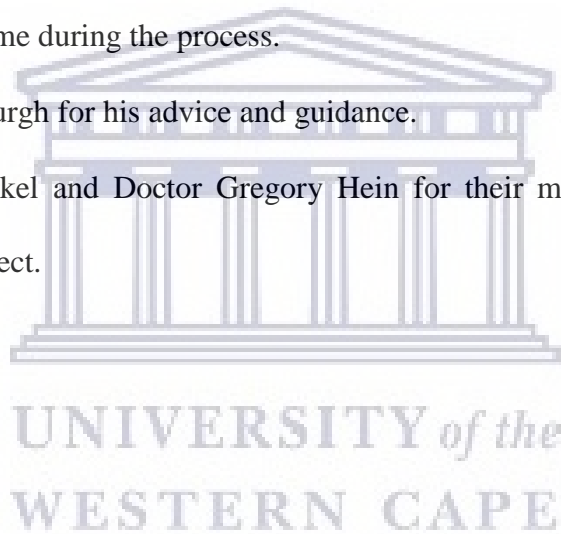 me during the process.
urgh for his advice and guidance.
kel and Doctor Gregory Hein for their m
ect.
UNIVERSITY of the
WESTERN CAPE